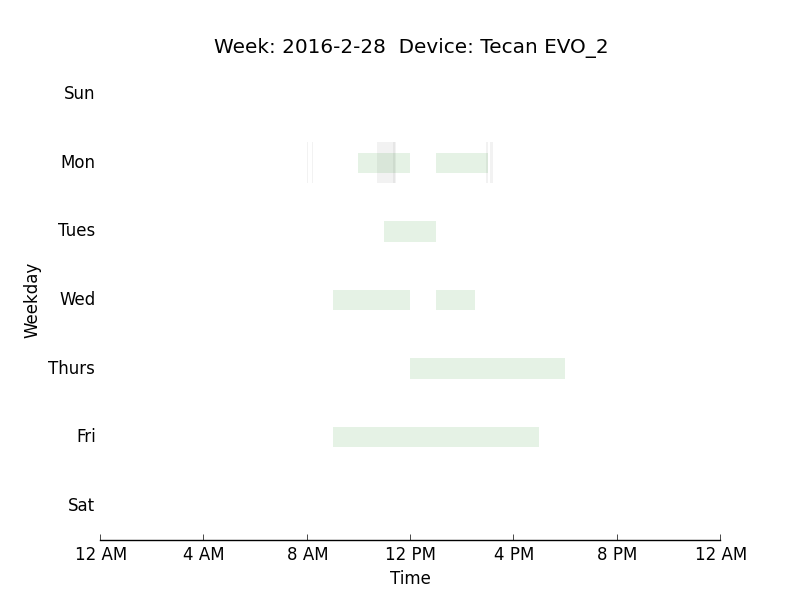 Week: 2016-2-28  Device: Tecan EVO_2
Sun
Mon
Tues
Wed
Thurs
Fri
Sat
Weekday
12 AM 4 AM 8 AM 12 PM 4 PM 8 PM 12 AM
Time